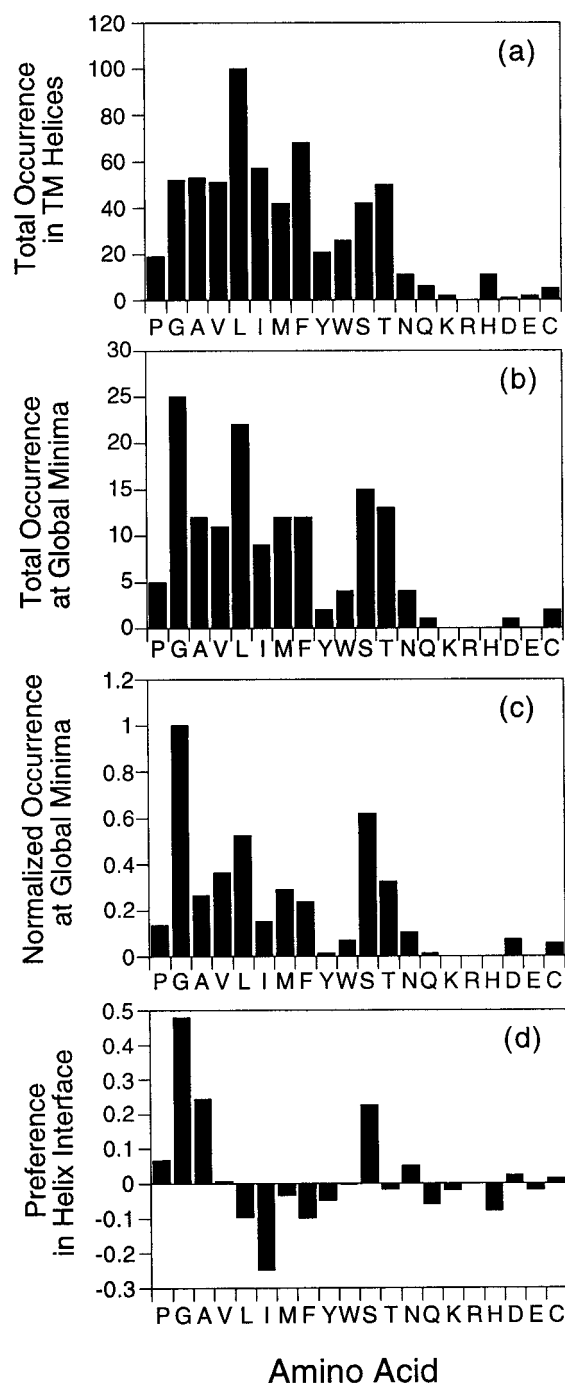 (a)
Total Occurrence
in TM Helices
120
100
80
60
40
20
0
P G A V L I M F Y W S T N Q K R H D E C
(b)
Total Occurrence
at Global Minima
30
25
20
15
10
5
0
P G A V L I M F Y W S T N Q K R H D E C
(c)
Normalized Occurrence
at Global Minima
1.2
1
0.8
0.6
0.4
0.2
0
P G A V L I M F Y W S T N Q K R H D E C
(d)
Preference
in Helix Interface
0.5
0.4
0.3
0.2
0.1
0
-0.1
-0.2
-0.3
P G A V L I M F Y W S T N Q K R H D E C
Amino Acid